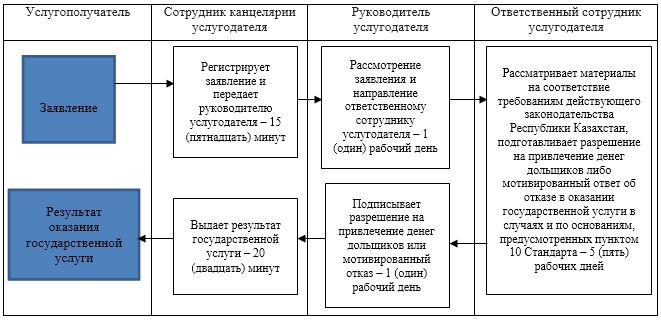 Услугополучатель
Сотрудник канцелярии
услугодателя
Руководитель
услугодателя
Ответственный сотрудник
услугодателя
Заявление
Регистрирует
заявление и
передает
руководителю
услугодателя – 15
(пятнадцать) минут
Рассмотрение
заявления и
направление
ответственному
сотруднику
услугодателя – 1
(один) рабочий день
Рассматривает материалы
на соответствие
требованиям действующего
законодательства
Республики Казахстан,
подготавливает разрешение
на привлечение денег
дольщиков либо
мотивированный ответ об
отказе в оказании
государственной услуги в
случаях и по основаниям,
предусмотренных пунктом
10 Стандарта – 5 (пять)
рабочих дней
Подписывает
разрешение на
привлечение денег
дольщиков или
мотивированный
отказ – 1 (один)
рабочий день
Выдает результат
государственной
услуги – 20
(двадцать) минут
Результат
оказания
государственной
услуги